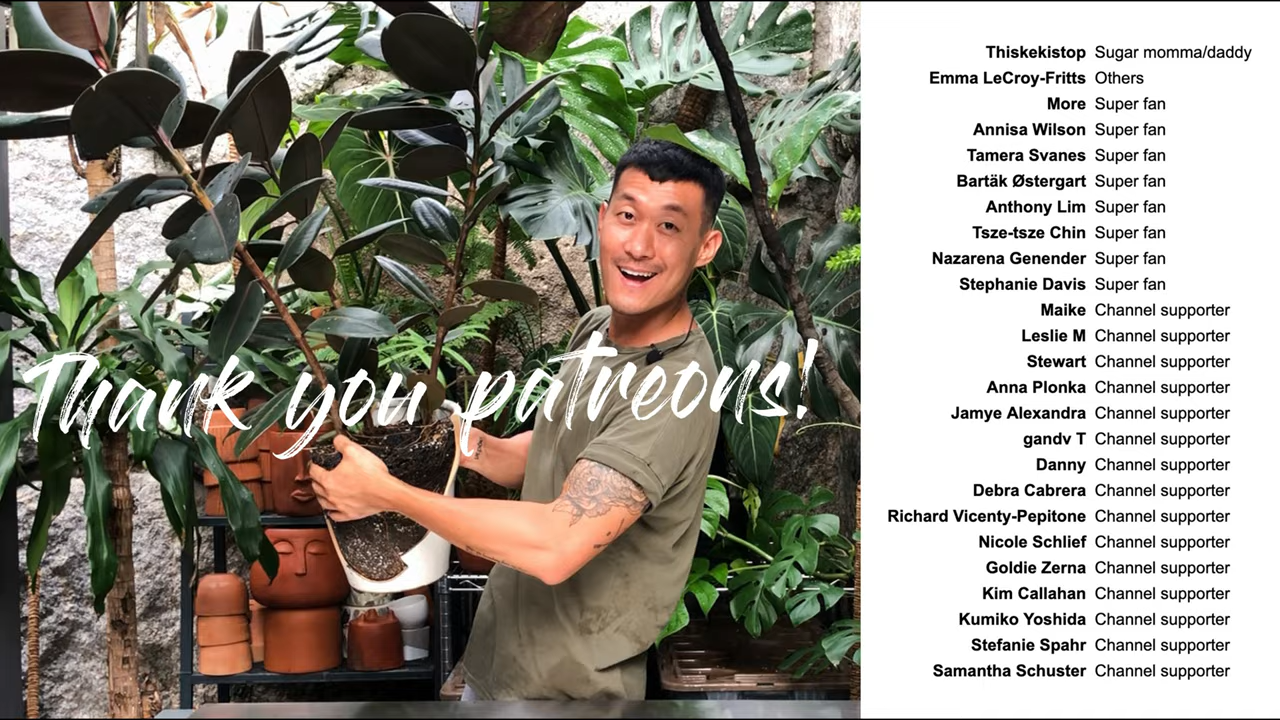 Thank you patreons!
Thiskekistop Sugar momma/daddy
Emma LeCroy-Fritts Others
More Super fan
Annisa Wilson Super fan
Tamera Svanes Super fan
Bartäk Østergart Super fan
Anthony Lim Super fan
Tsze-tsze Chin Super fan
Nazarena Genender Super fan
Stephanie Davis Super fan
Maike Channel supporter
Leslie M Channel supporter
Stewart Channel supporter
Anna Plonka Channel supporter
Jamye Alexandra Channel supporter
gandv T Channel supporter
Danny Channel supporter
Debra Cabrera Channel supporter
Richard Vicenty-Pepitone Channel supporter
Nicole Schlief Channel supporter
Goldie Zerna Channel supporter
Kim Callahan Channel supporter
Kumiko Yoshida Channel supporter
Stefanie Spahr Channel supporter
Samantha Schuster Channel supporter